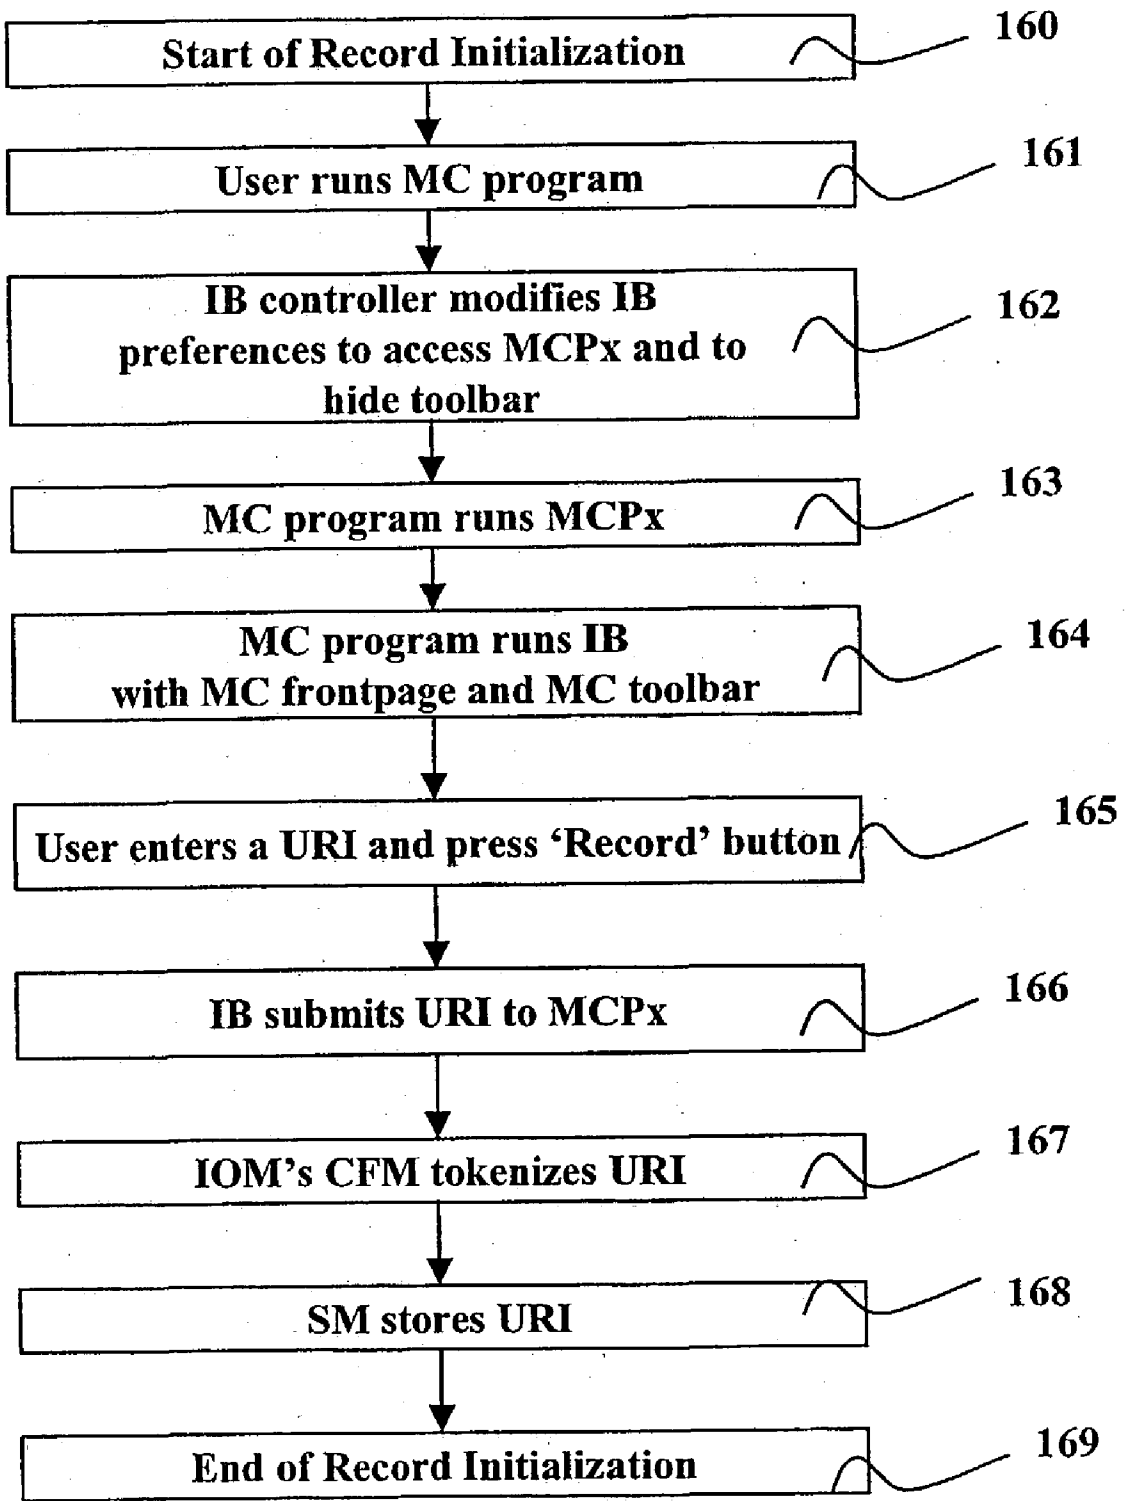 Start of Record Initialization
160
User runs MC program
161
IB controller modifies IB
preferences to access MCPx and to
hide toolbar
162
MC program runs MCPx
163
MC program runs IB
with MC frontpage and MC toolbar
164
User enters a URI and press ‘Record’ button
165
IB submits URI to MCPx
166
IOM’s CFM tokenizes URI
167
SM stores URI
168
End of Record Initialization
169